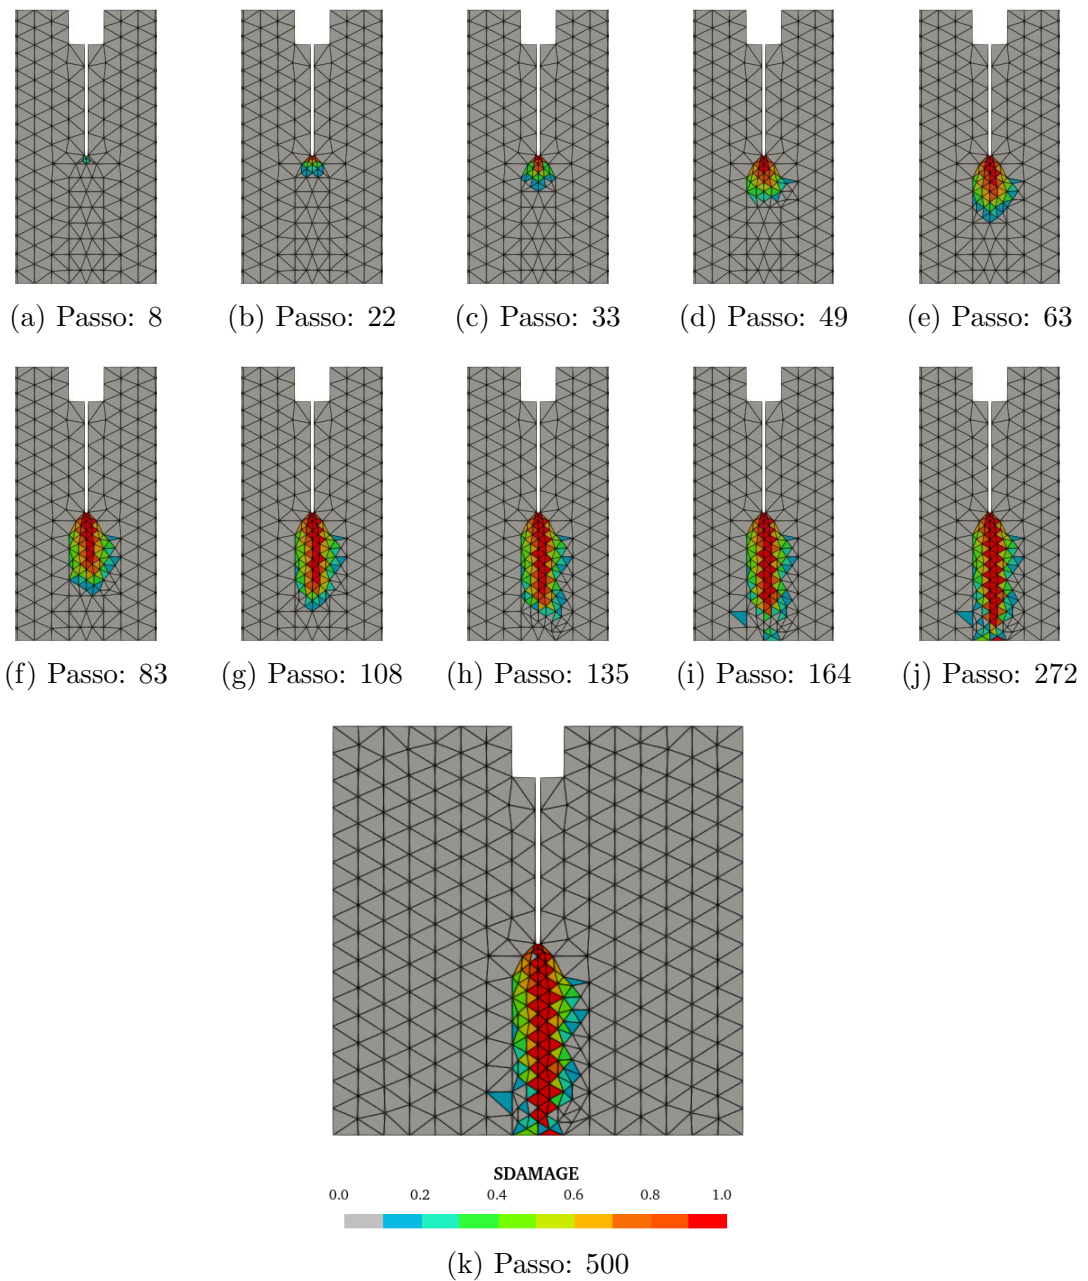 (a) Passo: 8 (b) Passo: 22 (c) Passo: 33 (d) Passo: 49 (e) Passo: 63
(f) Passo: 83 (g) Passo: 108 (h) Passo: 135 (i) Passo: 164 (j) Passo: 272
SDAMAGE
0.0 0.2 0.4 0.6 0.8 1.0
(k) Passo: 500